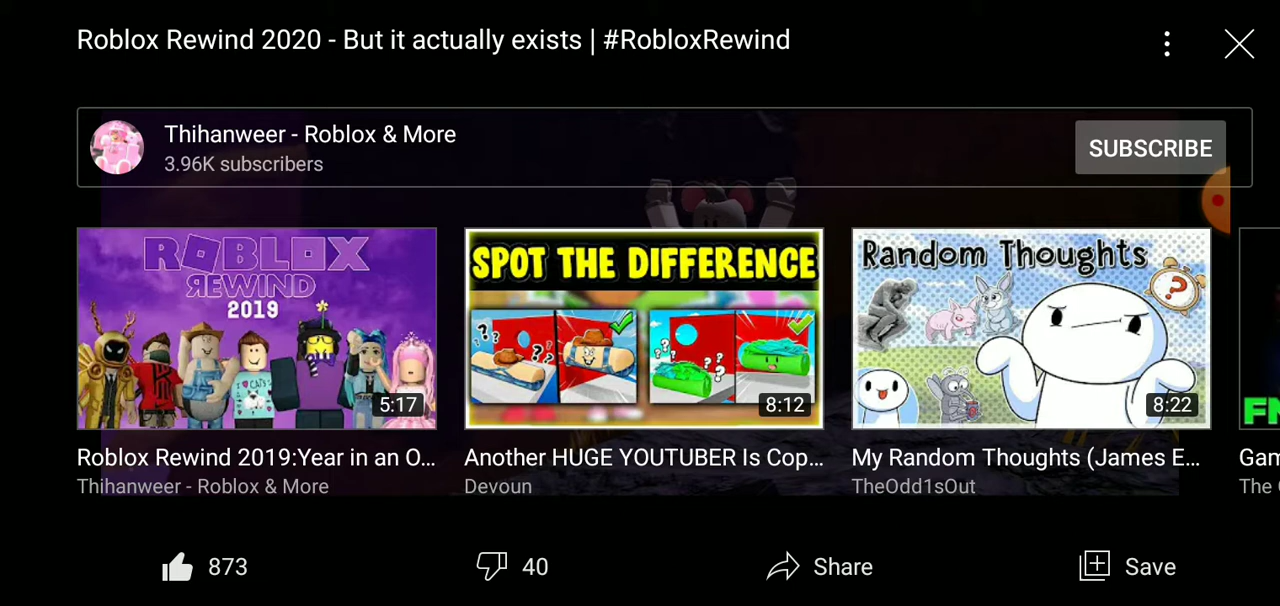 Roblox Rewind 2020 - But it actually exists | #RobloxRewind
Thihanweer - Roblox & More
3.96K subscribers
SUBSCRIBE
ROBLOX
ЯEWIND
2019
5:17
SPOT THE DIFFERENCE
8:12
Random Thoughts
8:22
Roblox Rewind 2019:Year in an O...
Thihanweer - Roblox & More
Another HUGE YOUTUBER Is Cop...
Devoun
My Random Thoughts (James E...
TheOdd1sOut
Gam
The
873
40
Share
Save